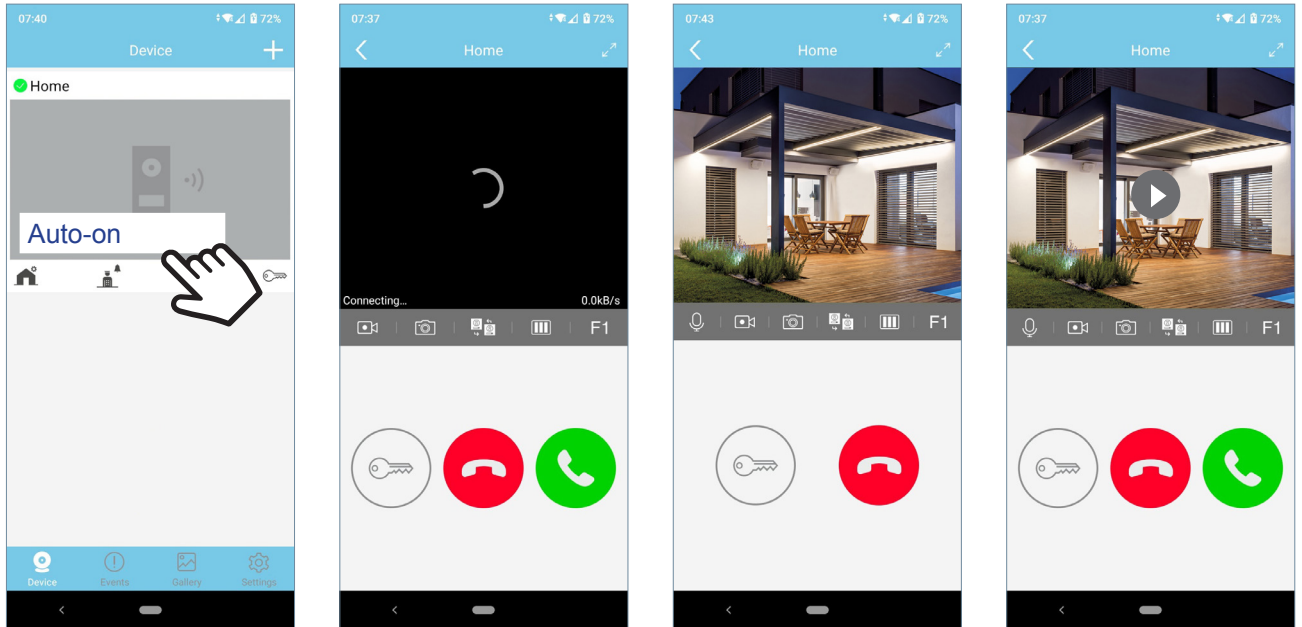 07:40 72%
Device
Home
Auto-on
Device Events Gallery Settings
07:37 72%
Home
Connecting... 0.0kB/s
F1
07:43 72%
Home
F1
07:37 72%
Home
F1